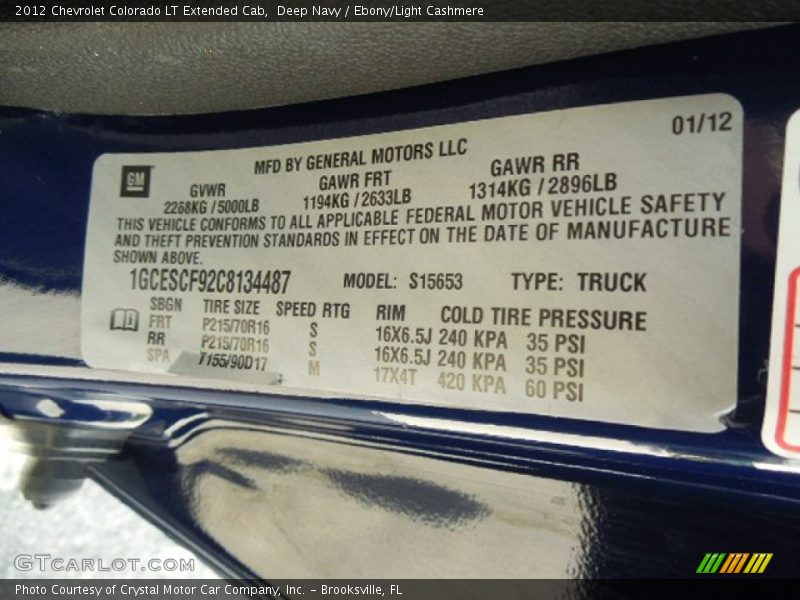 2012 Chevrolet Colorado LT Extended Cab, Deep Navy / Ebony/Light Cashmere
01/12
GM
MFD BY GENERAL MOTORS LLC
GVWR GAWR FRT GAWR RR
2268KG / 5000LB 1194KG / 2633LB 1314KG / 2896LB
THIS VEHICLE CONFORMS TO ALL APPLICABLE FEDERAL MOTOR VEHICLE SAFETY
AND THEFT PREVENTION STANDARDS IN EFFECT ON THE DATE OF MANUFACTURE
SHOWN ABOVE.
1GCESCF92C8134487 MODEL: S15653 TYPE: TRUCK
SBGN TIRE SIZE SPEED RTG RIM COLD TIRE PRESSURE
FRT P215/70R16 S 16X6.5J 240 KPA 35 PSI
RR P215/70R16 S 16X6.5J 240 KPA 35 PSI
SPA 7155/90D17 M 17X4T 420 KPA 60 PSI
GTCARLOT.COM
Photo Courtesy of Crystal Motor Car Company, Inc. - Brooksville, FL